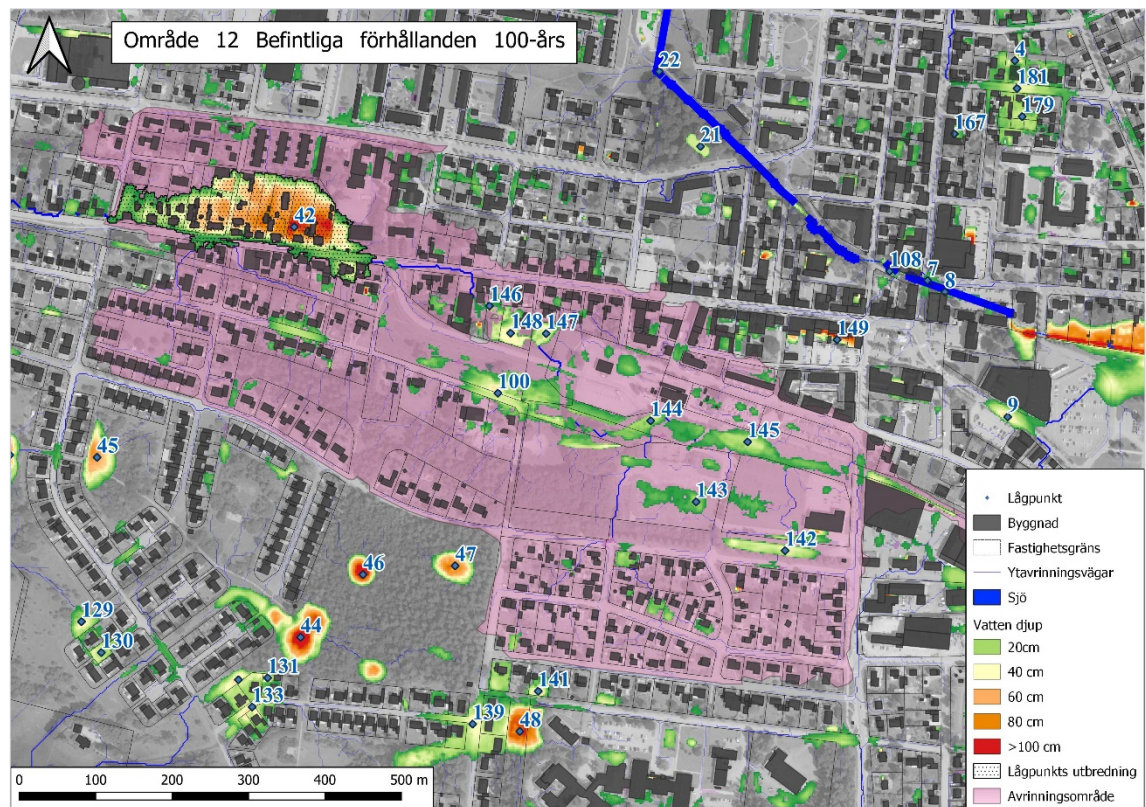 Område 12 Befintliga förhållanden 100-års
22
4
181
179
167
21
42
108
7
8
146
148
147
149
100
144
145
9
45
143
142
46
47
129
130
44
131
133
141
139
48
Lågpunkt
Byggnad
Fastighetsgräns
Ytavrinningsvägar
Sjö
Vatten djup
20cm
40 cm
60 cm
80 cm
>100 cm
Lågpunkts utbredning
Avrinningsområde
0 100 200 300 400 500 m